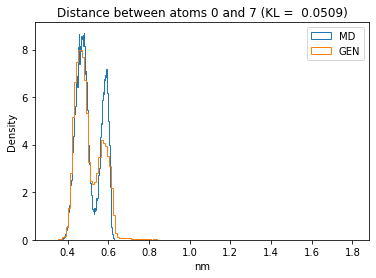 Distance between atoms 0 and 7 (KL =  0.0509)
MD
GEN
Density
8
6
4
2
0
0.4 0.6 0.8 1.0 1.2 1.4 1.6 1.8
nm